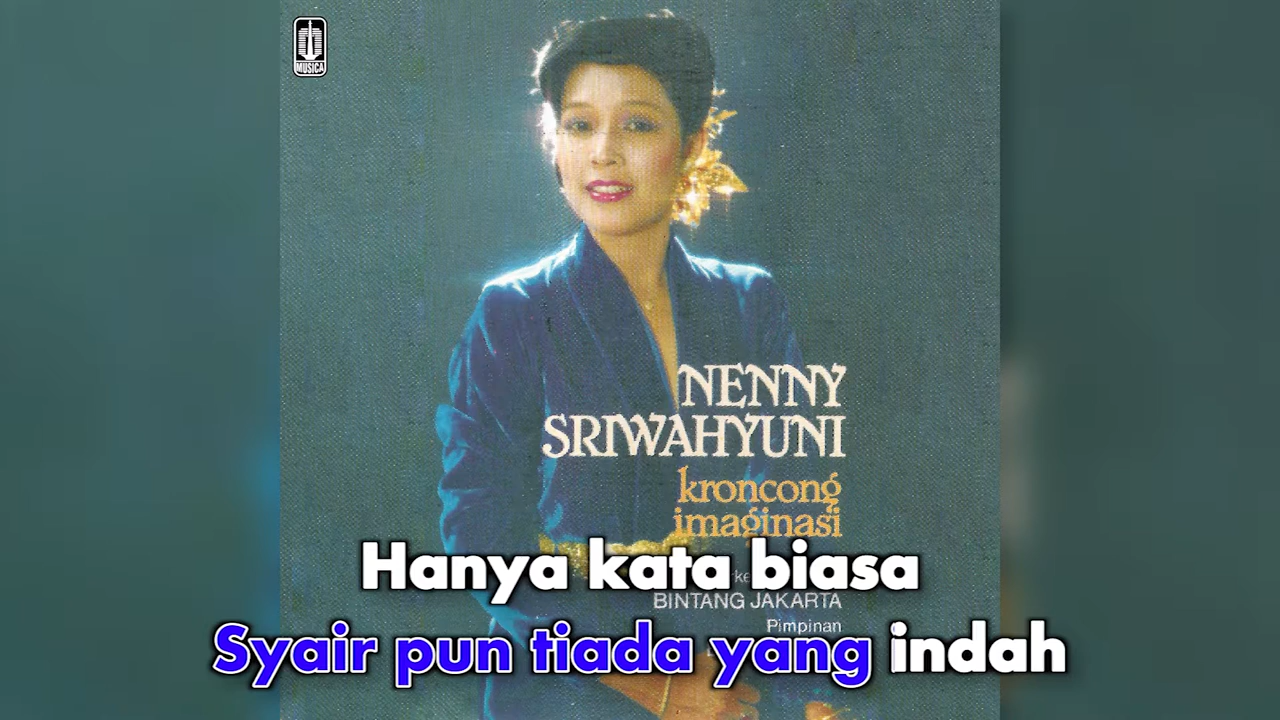 MUSICA
NENNY
SRIWAHYUNI
kroncong
imaginasi
BINTANG JAKARTA
Pimpinan
Hanya kata biasa
Syair pun tiada yang indah